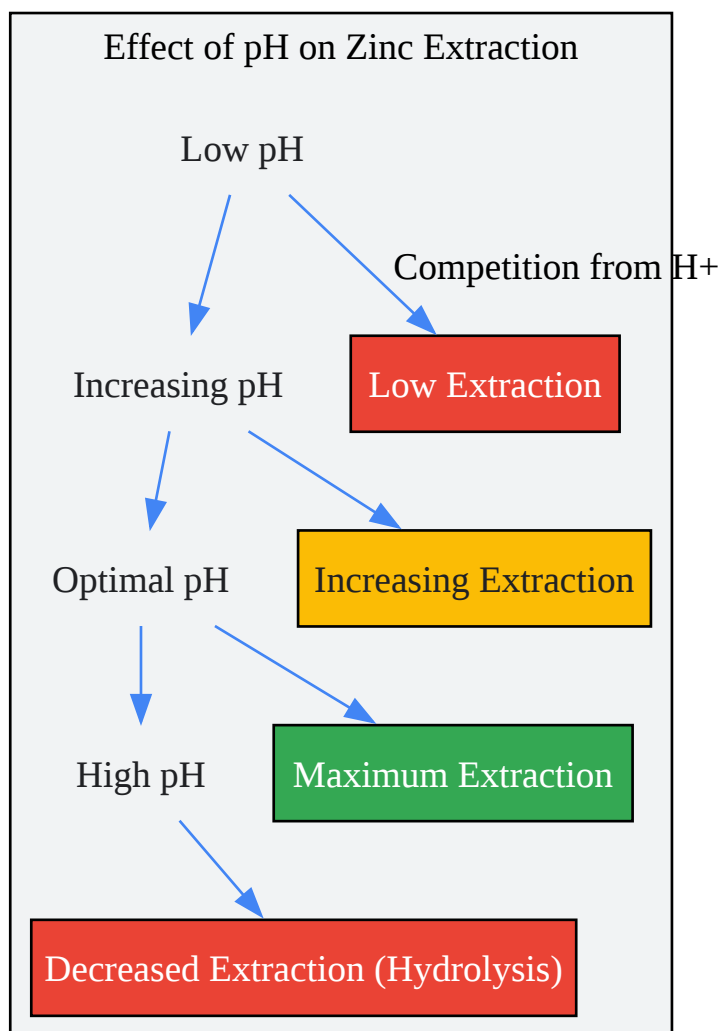 Effect of pH on Zinc Extraction
Low pH
Competition from H+
Increasing pH
Low Extraction
Optimal pH
Increasing Extraction
High pH
Maximum Extraction
Decreased Extraction (Hydrolysis)